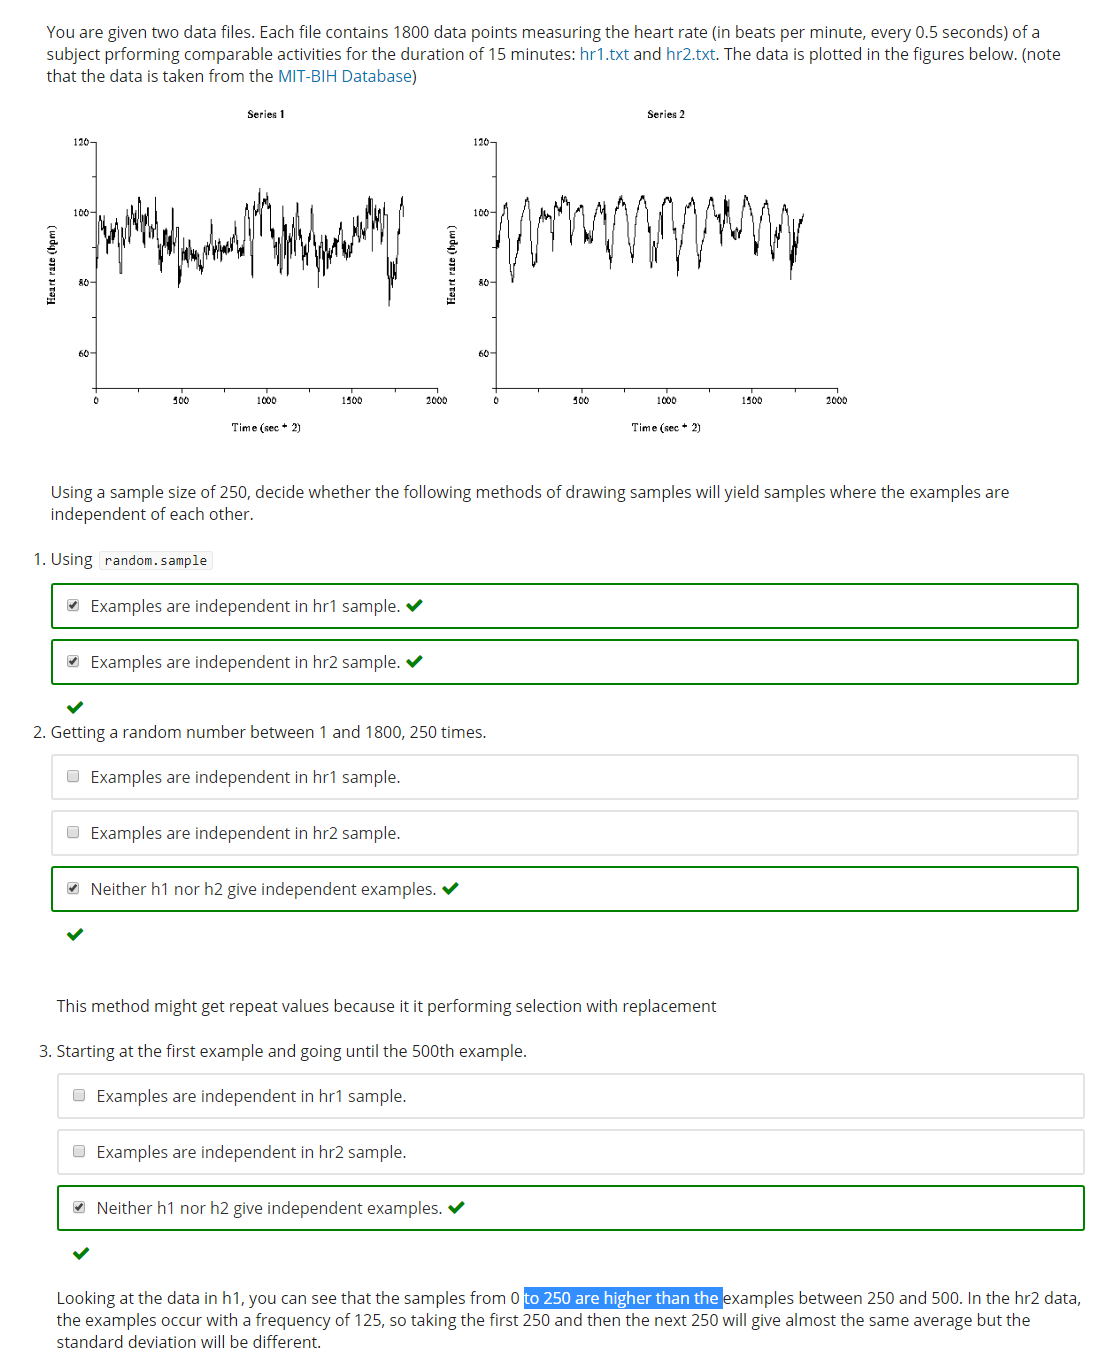 You are given two data files. Each file contains 1800 data points measuring the heart rate (in beats per minute, every 0.5 seconds) of a
subject prforming comparable activities for the duration of 15 minutes: hr1.txt and hr2.txt. The data is plotted in the figures below. (note
that the data is taken from the MIT-BIH Database)
Series 1
Series 2
120
100
80
60
Heart rate (bpm)
0 500 1000 1500 2000
Time (sec * 2)
120
100
80
60
Heart rate (bpm)
0 500 1000 1500 2000
Time (sec * 2)
Using a sample size of 250, decide whether the following methods of drawing samples will yield samples where the examples are
independent of each other.
1. Using random.sample
Examples are independent in hr1 sample.
Examples are independent in hr2 sample.
2. Getting a random number between 1 and 1800, 250 times.
Examples are independent in hr1 sample.
Examples are independent in hr2 sample.
Neither h1 nor h2 give independent examples.
This method might get repeat values because it it performing selection with replacement
3. Starting at the first example and going until the 500th example.
Examples are independent in hr1 sample.
Examples are independent in hr2 sample.
Neither h1 nor h2 give independent examples.
Looking at the data in h1, you can see that the samples from 0 to 250 are higher than the examples between 250 and 500. In the hr2 data,
the examples occur with a frequency of 125, so taking the first 250 and then the next 250 will give almost the same average but the
standard deviation will be different.